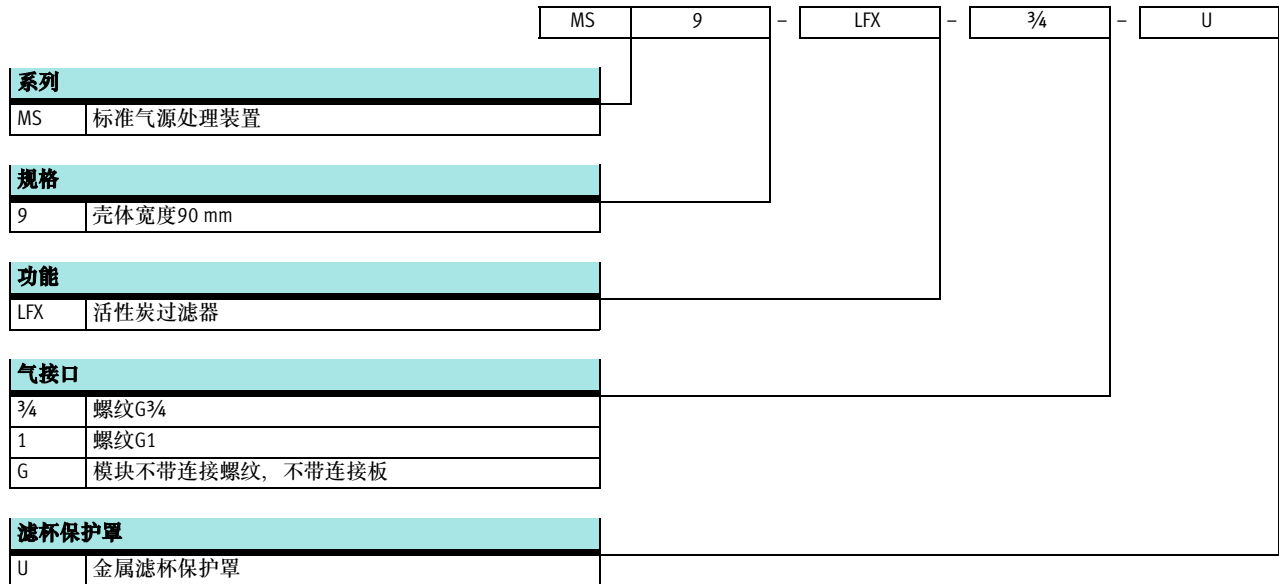 MS 9 – LFX – ¾ – U
系列
MS 标准气源处理装置
规格
9 壳体宽度90 mm
功能
LFX 活性炭过滤器
气接口
¾ 螺纹G¾
1 螺纹G1
G 模块不带连接螺纹，不带连接板
滤杯保护罩
U 金属滤杯保护罩